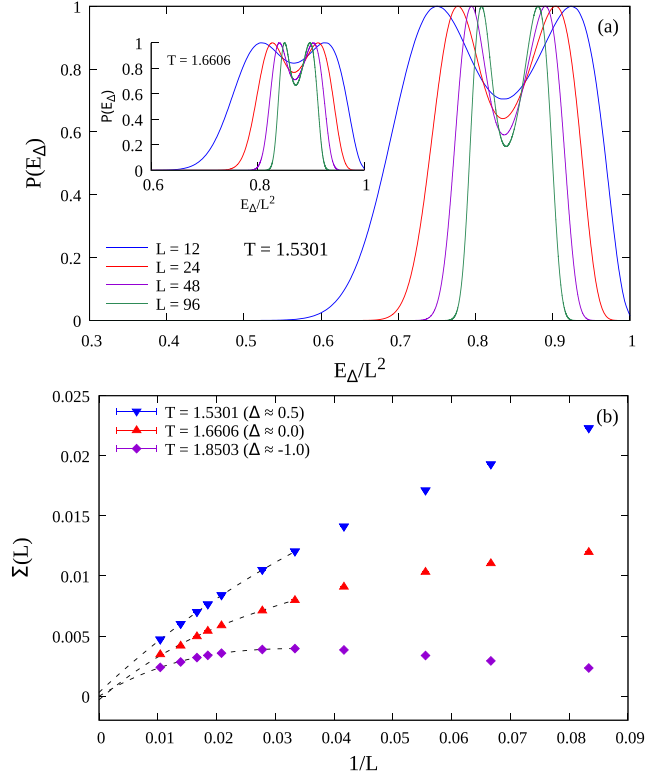 (a)
P(E_Δ)
1
0.8
0.6
0.4
0.2
0
0.3 0.4 0.5 0.6 0.7 0.8 0.9 1
E_Δ/L²
T = 1.6606
P(E_Δ)
1
0.8
0.6
0.4
0.2
0
0.6 0.8 1
E_Δ/L²
L = 12
L = 24
L = 48
L = 96
T = 1.5301
(b)
T = 1.5301 (Δ ≈ 0.5)
T = 1.6606 (Δ ≈ 0.0)
T = 1.8503 (Δ ≈ -1.0)
Σ(L)
0.025
0.02
0.015
0.01
0.005
0
0 0.01 0.02 0.03 0.04 0.05 0.06 0.07 0.08 0.09
1/L